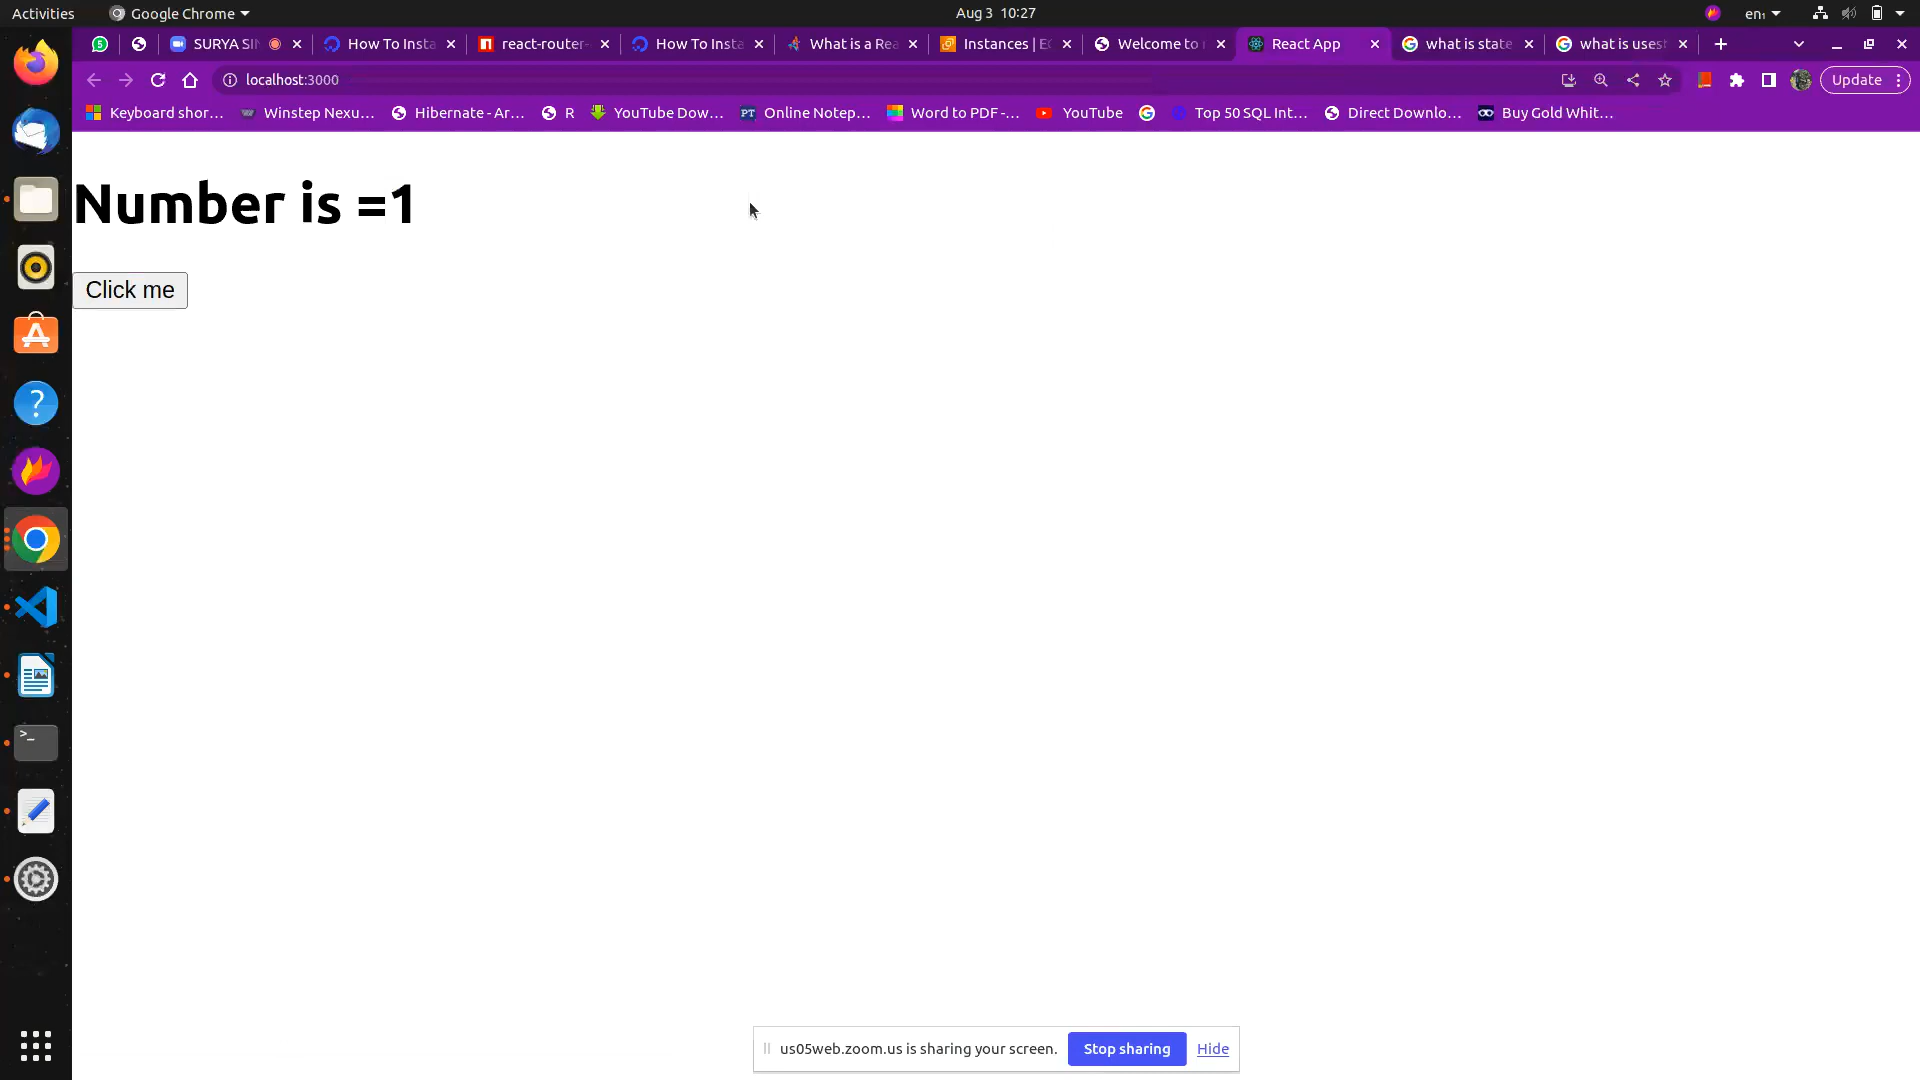 Activities Google Chrome Aug 3 10:27 en₁
SURYA SI How To Insta react-router- How To Insta What is a Rea Instances | EC Welcome to React App what is state what is uses
localhost:3000 Update
Keyboard shor... Winstep Nexu... Hibernate - Ar... R YouTube Dow... Online Notep... Word to PDF -... YouTube Top 50 SQL Int... Direct Downlo... Buy Gold Whit...
Number is =1
Click me
us05web.zoom.us is sharing your screen. Stop sharing Hide